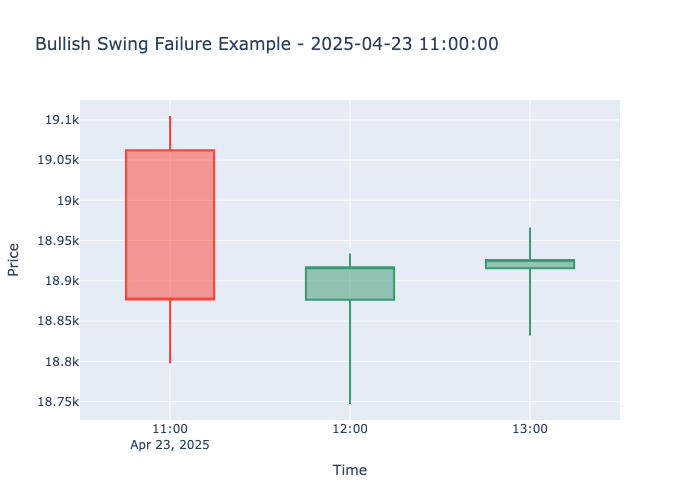 Bullish Swing Failure Example - 2025-04-23 11:00:00
19.1k
19.05k
19k
18.95k
18.9k
18.85k
18.8k
18.75k
Price
11:00
Apr 23, 2025
12:00
13:00
Time